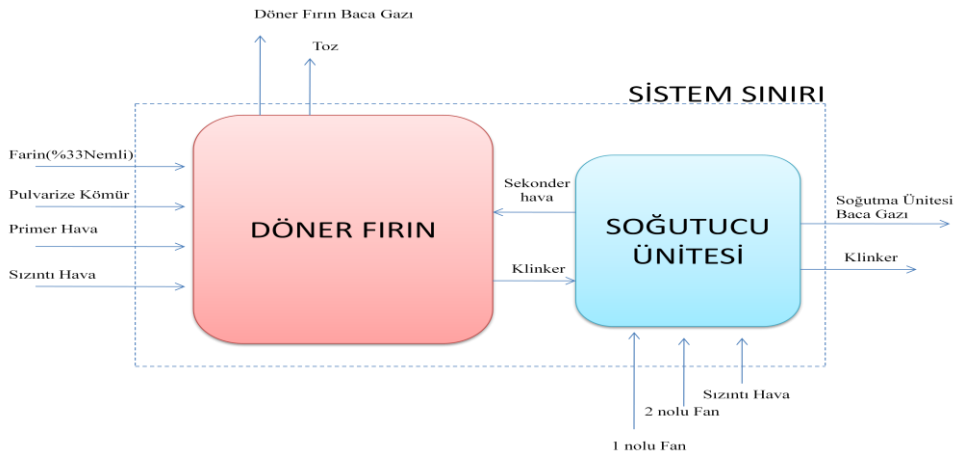 Döner Fırın Baca Gazı
Toz
SİSTEM SINIRI
Farin(%33Nemli)
Pulvarize Kömür
Primer Hava
Sızıntı Hava
DÖNER FIRIN
Sekonder
hava
Klinker
SOĞUTUCU
ÜNİTESİ
Soğutma Ünitesi
Baca Gazı
Klinker
Sızıntı Hava
2 nolu Fan
1 nolu Fan